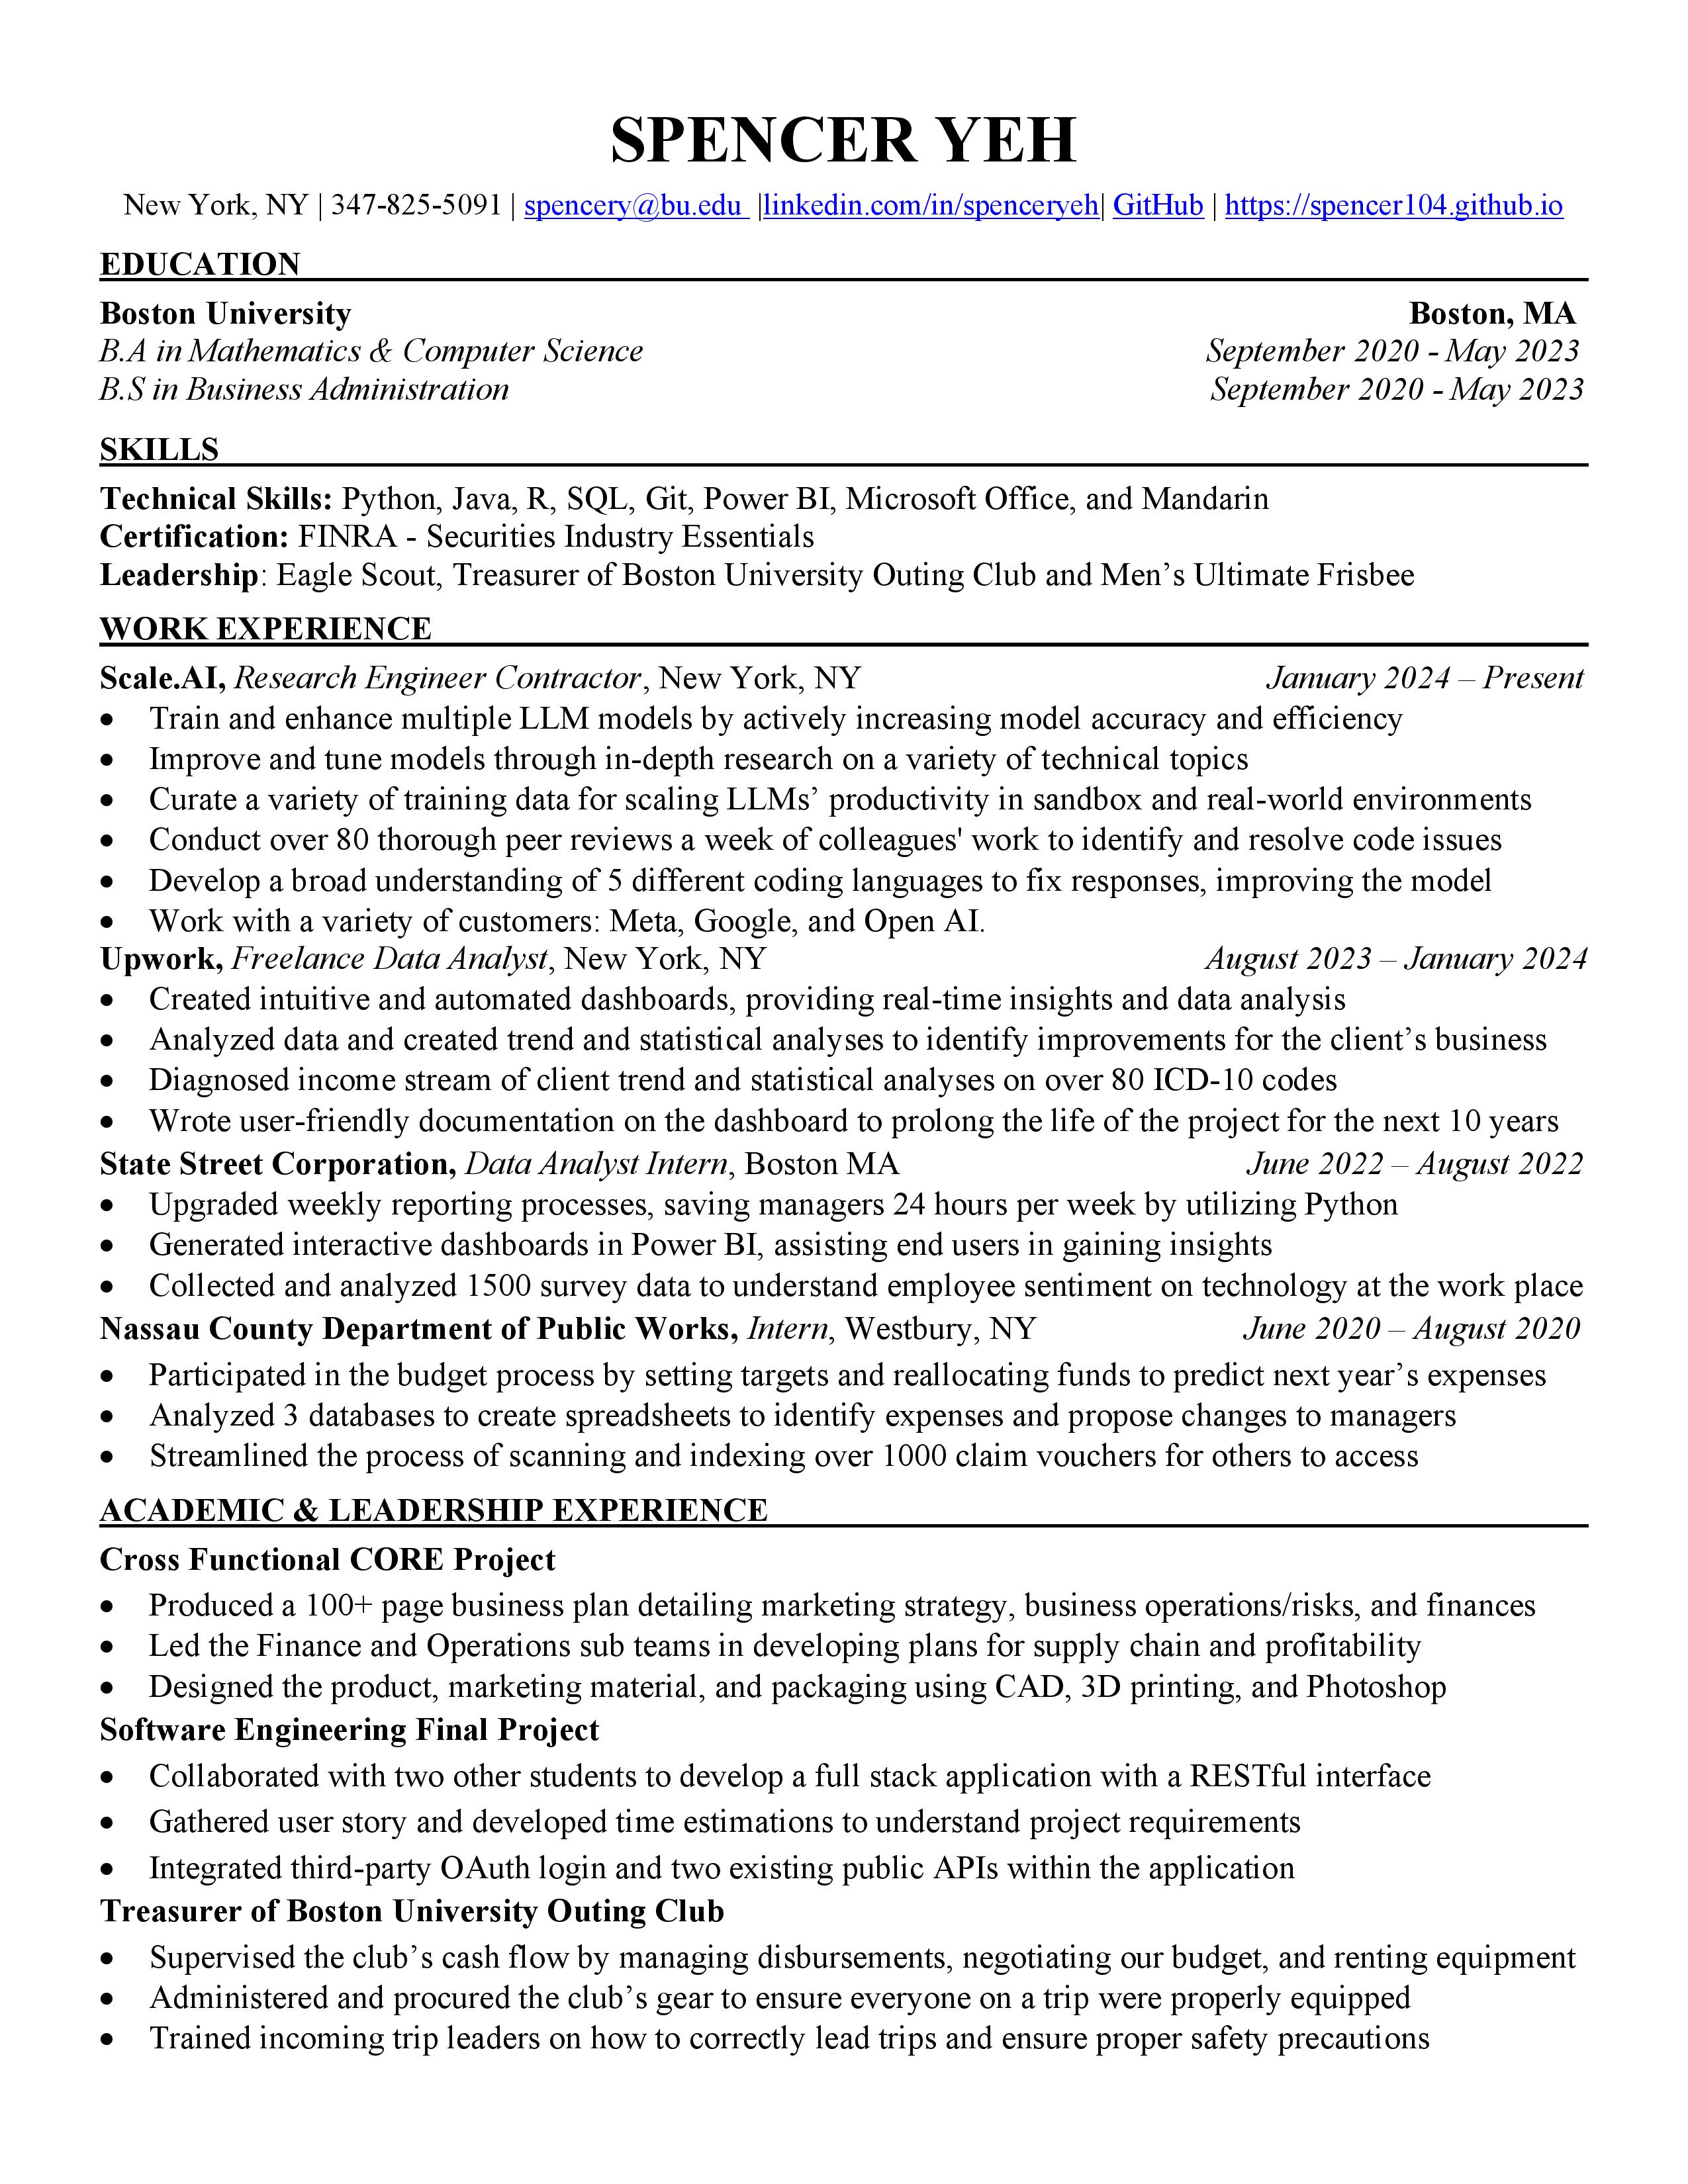 SPENCER YEH
New York, NY | 347-825-5091 | spencery@bu.edu |linkedin.com/in/spenceryeh| GitHub | https://spencer104.github.io
EDUCATION
Boston University Boston, MA
B.A in Mathematics & Computer Science September 2020 - May 2023
B.S in Business Administration September 2020 - May 2023
SKILLS
Technical Skills: Python, Java, R, SQL, Git, Power BI, Microsoft Office, and Mandarin
Certification: FINRA - Securities Industry Essentials
Leadership: Eagle Scout, Treasurer of Boston University Outing Club and Men’s Ultimate Frisbee
WORK EXPERIENCE
Scale.AI, Research Engineer Contractor, New York, NY January 2024 – Present
• Train and enhance multiple LLM models by actively increasing model accuracy and efficiency
• Improve and tune models through in-depth research on a variety of technical topics
• Curate a variety of training data for scaling LLMs’ productivity in sandbox and real-world environments
• Conduct over 80 thorough peer reviews a week of colleagues' work to identify and resolve code issues
• Develop a broad understanding of 5 different coding languages to fix responses, improving the model
• Work with a variety of customers: Meta, Google, and Open AI.
Upwork, Freelance Data Analyst, New York, NY August 2023 – January 2024
• Created intuitive and automated dashboards, providing real-time insights and data analysis
• Analyzed data and created trend and statistical analyses to identify improvements for the client’s business
• Diagnosed income stream of client trend and statistical analyses on over 80 ICD-10 codes
• Wrote user-friendly documentation on the dashboard to prolong the life of the project for the next 10 years
State Street Corporation, Data Analyst Intern, Boston MA June 2022 – August 2022
• Upgraded weekly reporting processes, saving managers 24 hours per week by utilizing Python
• Generated interactive dashboards in Power BI, assisting end users in gaining insights
• Collected and analyzed 1500 survey data to understand employee sentiment on technology at the work place
Nassau County Department of Public Works, Intern, Westbury, NY June 2020 – August 2020
• Participated in the budget process by setting targets and reallocating funds to predict next year’s expenses
• Analyzed 3 databases to create spreadsheets to identify expenses and propose changes to managers
• Streamlined the process of scanning and indexing over 1000 claim vouchers for others to access
ACADEMIC & LEADERSHIP EXPERIENCE
Cross Functional CORE Project
• Produced a 100+ page business plan detailing marketing strategy, business operations/risks, and finances
• Led the Finance and Operations sub teams in developing plans for supply chain and profitability
• Designed the product, marketing material, and packaging using CAD, 3D printing, and Photoshop
Software Engineering Final Project
• Collaborated with two other students to develop a full stack application with a RESTful interface
• Gathered user story and developed time estimations to understand project requirements
• Integrated third-party OAuth login and two existing public APIs within the application
Treasurer of Boston University Outing Club
• Supervised the club’s cash flow by managing disbursements, negotiating our budget, and renting equipment
• Administered and procured the club’s gear to ensure everyone on a trip were properly equipped
• Trained incoming trip leaders on how to correctly lead trips and ensure proper safety precautions